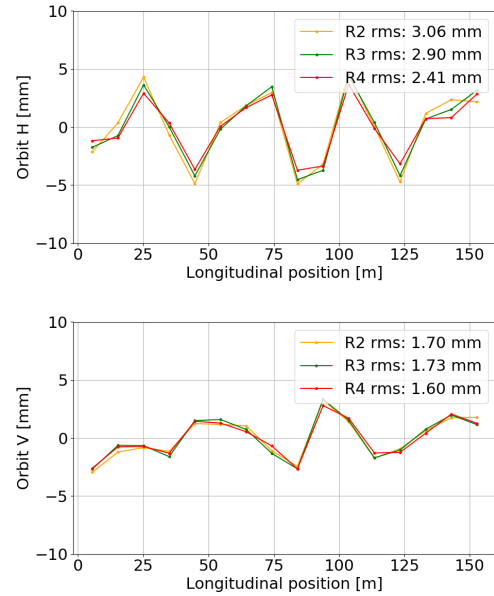 10
5
0
−5
−10
Orbit H [mm]
R2 rms: 3.06 mm
R3 rms: 2.90 mm
R4 rms: 2.41 mm
0 25 50 75 100 125 150
Longitudinal position [m]
10
5
0
−5
−10
Orbit V [mm]
R2 rms: 1.70 mm
R3 rms: 1.73 mm
R4 rms: 1.60 mm
0 25 50 75 100 125 150
Longitudinal position [m]